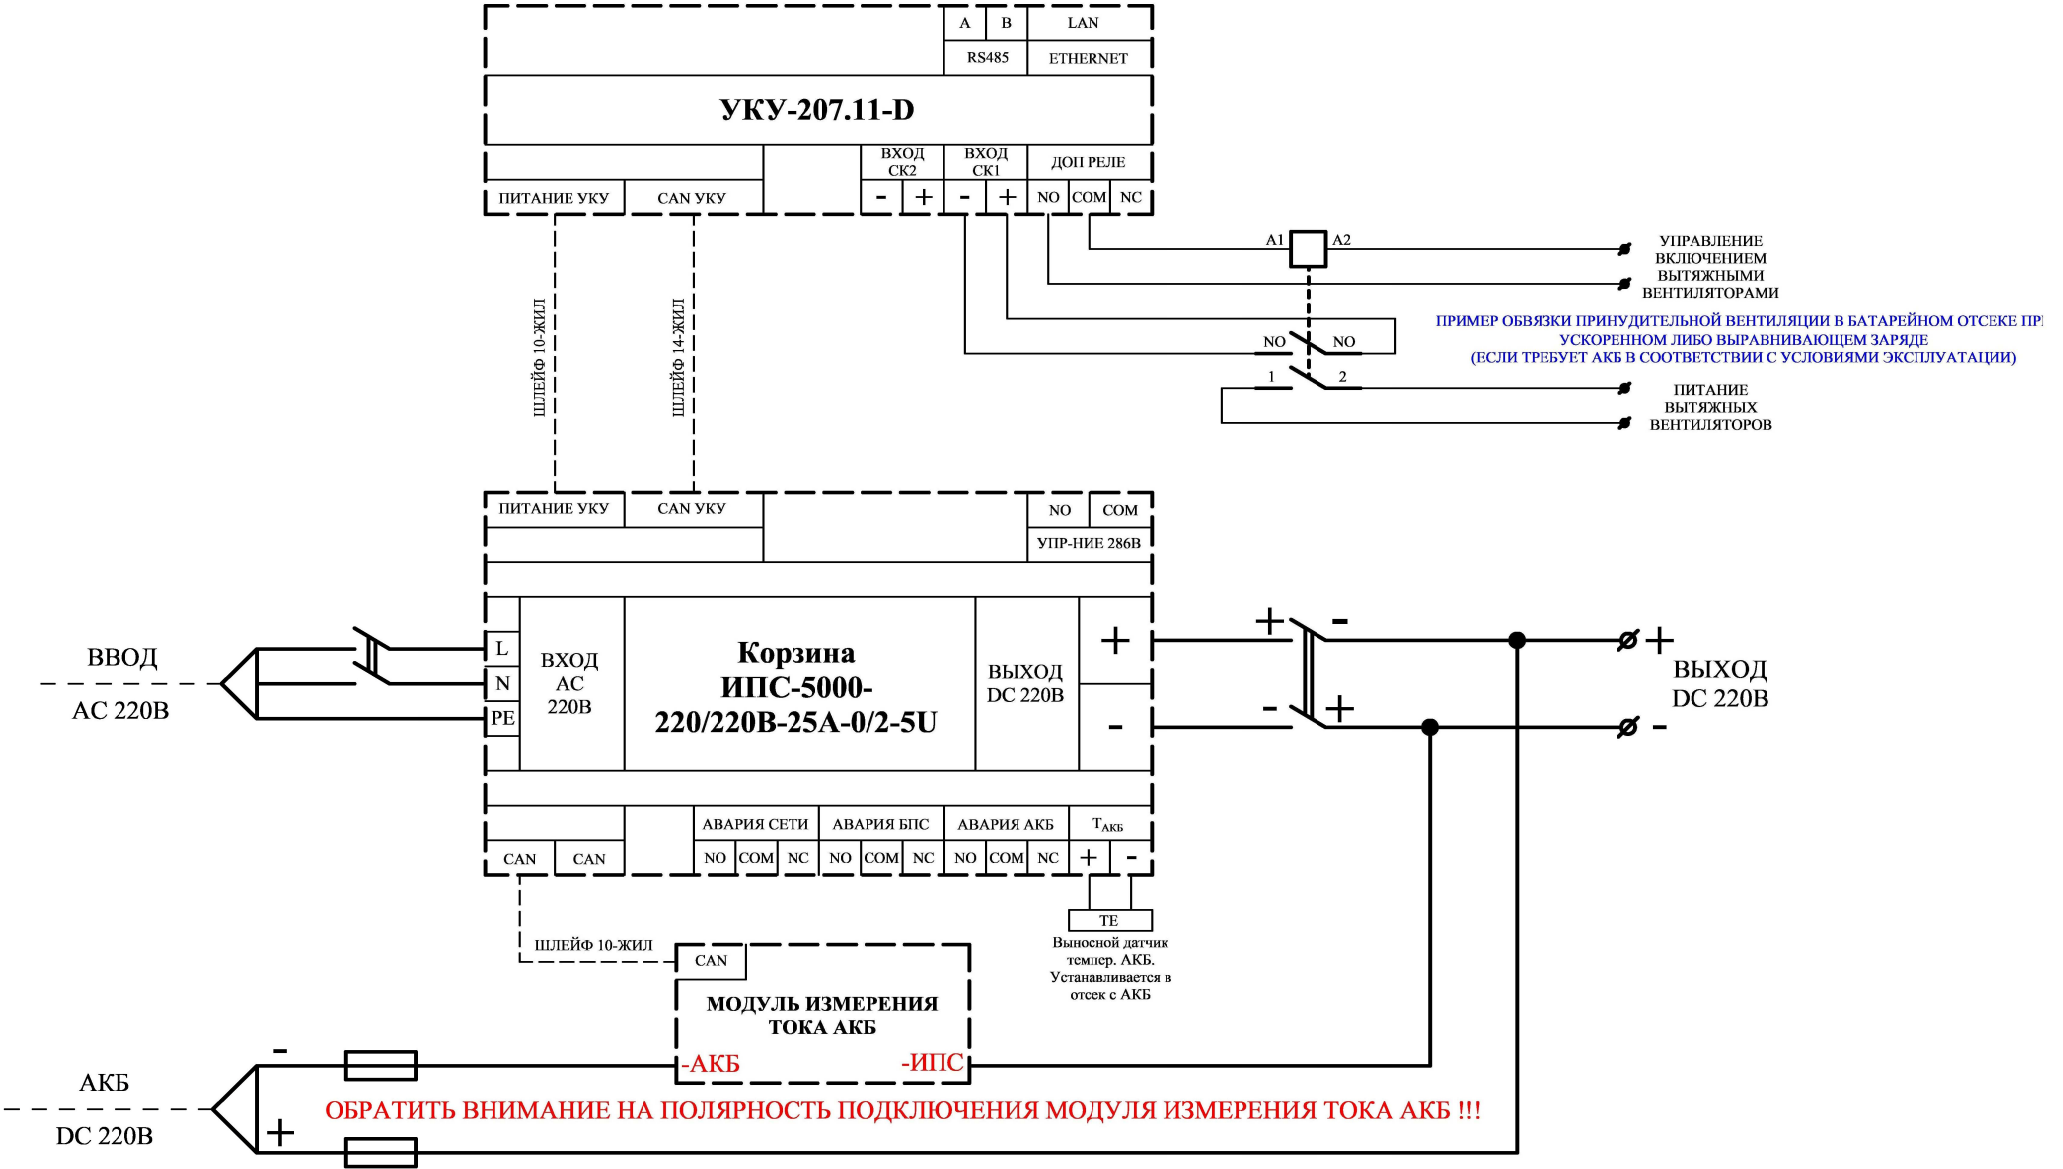 A B LAN
RS485 ETHERNET
УКУ-207.11-D
ВХОД СК2 ВХОД СК1 ДОП РЕЛЕ
ПИТАНИЕ УКУ CAN УКУ - + - + NO COM NC
A1 A2
УПРАВЛЕНИЕ
ВКЛЮЧЕНИЕМ
ВЫТЯЖНЫМИ
ВЕНТИЛЯТОРАМИ
ШЛЕЙФ 10-ЖИЛ
ШЛЕЙФ 14-ЖИЛ
ПРИМЕР ОБВЯЗКИ ПРИНУДИТЕЛЬНОЙ ВЕНТИЛЯЦИИ В БАТАРЕЙНОМ ОТСЕКЕ ПРИ
УСКОРЕННОМ ЛИБО ВЫРАВНИВАЮЩЕМ ЗАРЯДЕ
(ЕСЛИ ТРЕБУЕТ АКБ В СООТВЕТСТВИИ С УСЛОВИЯМИ ЭКСПЛУАТАЦИИ)
NO NO
1 2
ПИТАНИЕ
ВЫТЯЖНЫХ
ВЕНТИЛЯТОРОВ
ПИТАНИЕ УКУ CAN УКУ NO COM
УПР-НИЕ 286В
ВВОД
AC 220В
L
N
PE
ВХОД
AC
220В
Корзина
ИПС-5000-
220/220В-25А-0/2-5U
ВЫХОД
DC 220В
+
-
+ -
- +
+
ВЫХОД
DC 220В
-
АВАРИЯ СЕТИ АВАРИЯ БПС АВАРИЯ АКБ ТАКБ
CAN CAN NO COM NC NO COM NC NO COM NC + -
TE
Выносной датчик
темпер. АКБ.
Устанавливается в
отсек с АКБ
ШЛЕЙФ 10-ЖИЛ
CAN
МОДУЛЬ ИЗМЕРЕНИЯ
ТОКА АКБ
-АКБ -ИПС
АКБ
DC 220В
-
+
ОБРАТИТЬ ВНИМАНИЕ НА ПОЛЯРНОСТЬ ПОДКЛЮЧЕНИЯ МОДУЛЯ ИЗМЕРЕНИЯ ТОКА АКБ !!!